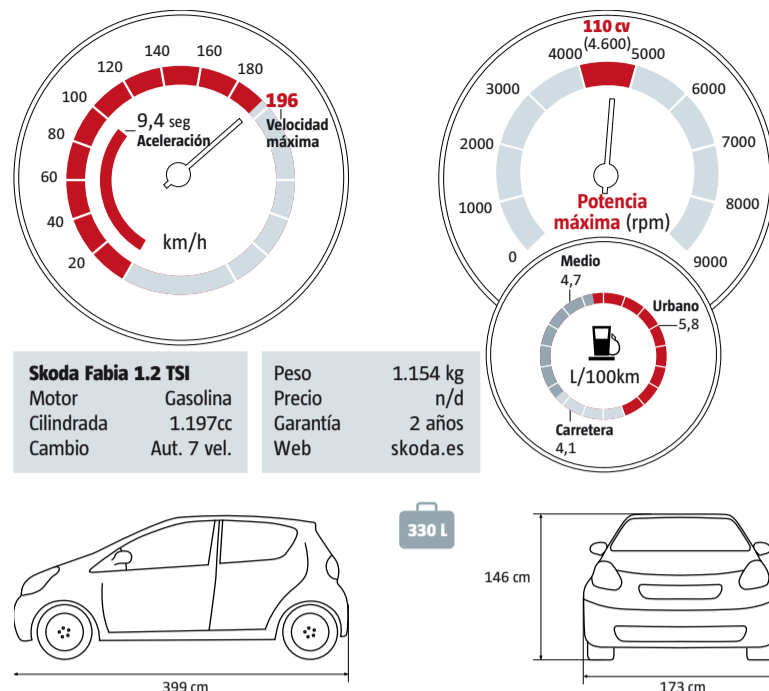 20
40
60
80
100
120
140
160
180
196
Velocidad
máxima
9,4 seg
Aceleración
km/h
110 cv
(4.600)
0
1000
2000
3000
4000
5000
6000
7000
8000
9000
Potencia
máxima (rpm)
Medio
4,7
Urbano
5,8
L/100km
Carretera
4,1
Skoda Fabia 1.2 TSI
Motor Gasolina
Cilindrada 1.197cc
Cambio Aut. 7 vel.
Peso 1.154 kg
Precio n/d
Garantía 2 años
Web skoda.es
330 L
146 cm
399 cm
173 cm